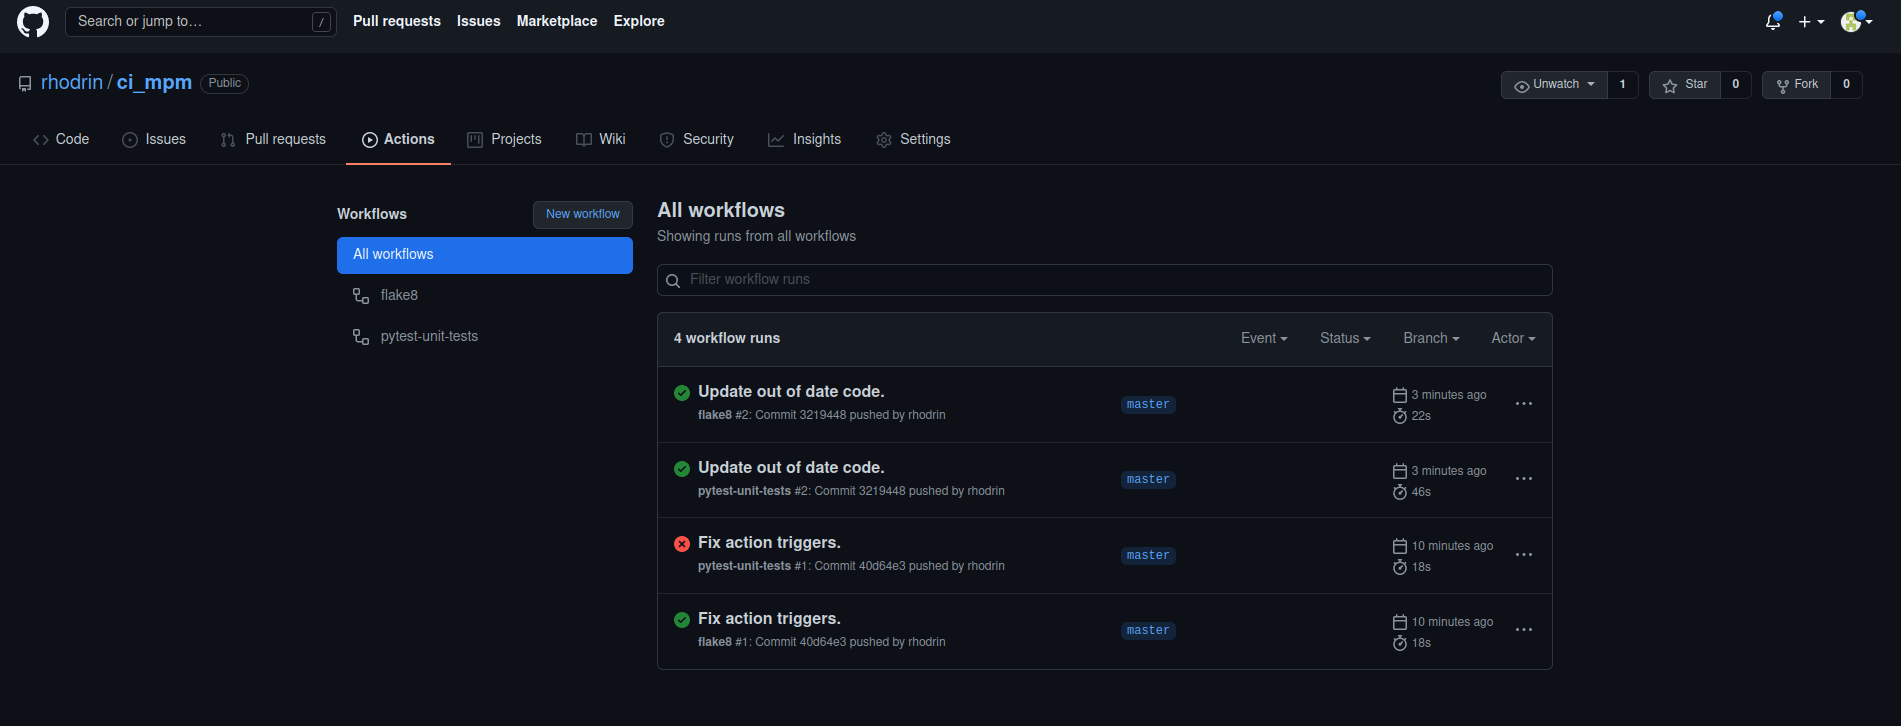 Search or jump to… /
Pull requests Issues Marketplace Explore
rhodrin / ci_mpm Public
Unwatch 1 Star 0 Fork 0
Code Issues Pull requests Actions Projects Wiki Security Insights Settings
Workflows
New workflow
All workflows
flake8
pytest-unit-tests
All workflows
Showing runs from all workflows
Filter workflow runs
4 workflow runs
Event Status Branch Actor
Update out of date code.
flake8 #2: Commit 3219448 pushed by rhodrin
master
3 minutes ago
22s
Update out of date code.
pytest-unit-tests #2: Commit 3219448 pushed by rhodrin
master
3 minutes ago
46s
Fix action triggers.
pytest-unit-tests #1: Commit 40d64e3 pushed by rhodrin
master
10 minutes ago
18s
Fix action triggers.
flake8 #1: Commit 40d64e3 pushed by rhodrin
master
10 minutes ago
18s